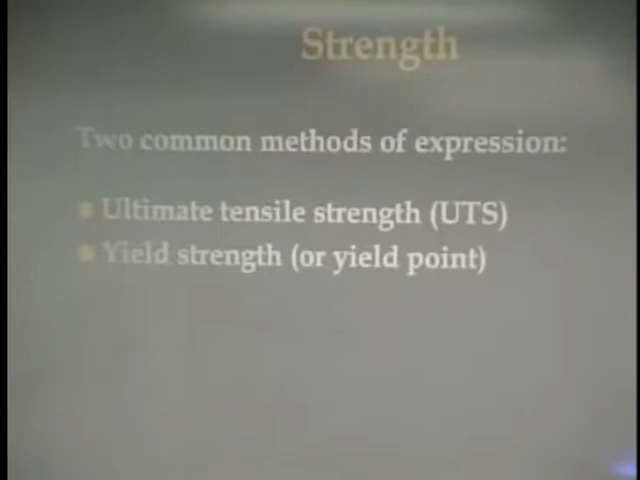 Strength
Two common methods of expression:
Ultimate tensile strength (UTS)
Yield strength (or yield point)